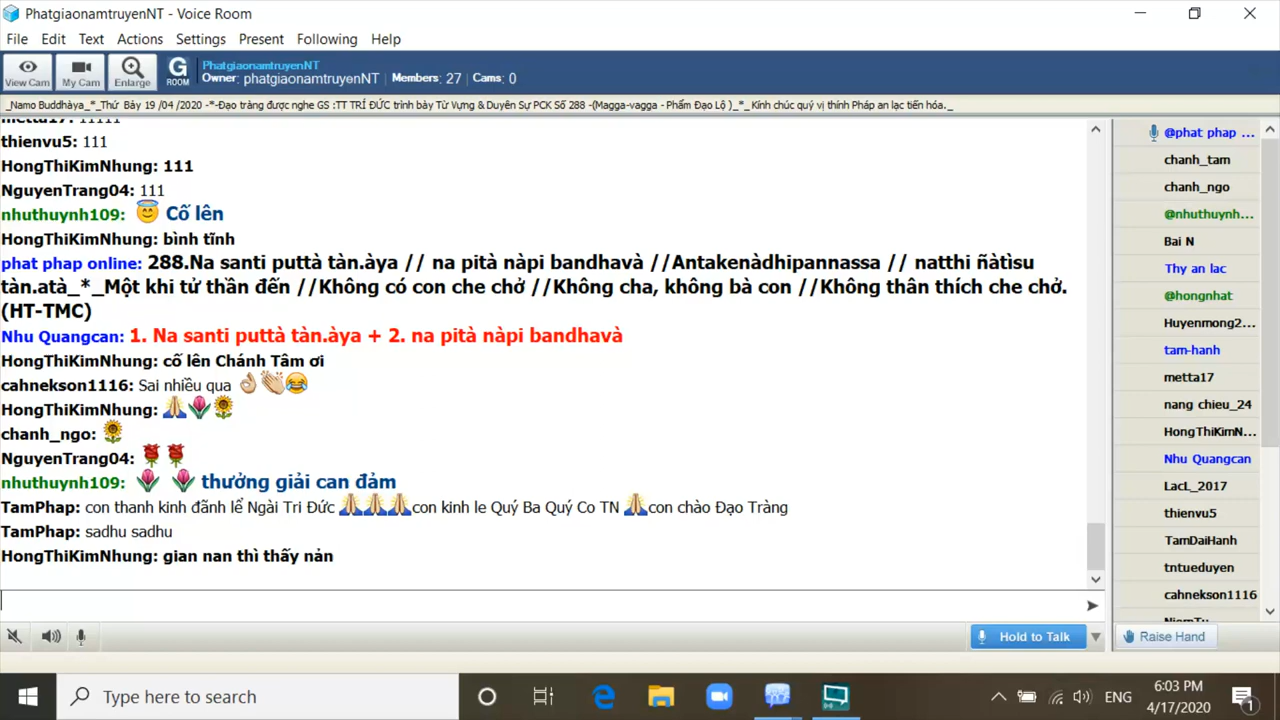 PhatgiaonamtruyenNT - Voice Room
File Edit Text Actions Settings Present Following Help
View Cam My Cam Enlarge G ROOM PhatgiaonamtruyenNT
Owner: phatgiaonamtruyenNT Members: 27 Cams: 0
_Namo Buddhàya_*_Thứ Bảy 19 /04 /2020 -*-Đạo tràng được nghe GS :TT TRÍ ĐỨC trình bày Từ Vựng & Duyên Sự PCK Số 288 -(Magga-vagga - Phẩm Đạo Lộ )_*_ Kính chúc quý vị thính Pháp an lạc tiến hóa._
metta17: 11111
thienvu5: 111
HongThiKimNhung: 111
NguyenTrang04: 111
nhuthuynh109: 😇 Cố lên
HongThiKimNhung: bình tĩnh
phat phap online: 288.Na santi puttà tàn.àya // na pità nàpi bandhavà //Antakenàdhipannassa // natthi ñàtìsu
tàn.atà_*_Một khi tử thần đến //Không có con che chở //Không cha, không bà con //Không thân thích che chở.
(HT-TMC)
Nhu Quangcan: 1. Na santi puttà tàn.àya + 2. na pità nàpi bandhavà
HongThiKimNhung: cố lên Chánh Tâm ơi
cahnekson1116: Sai nhiều qua 👌👏😂
HongThiKimNhung: 🙏🌷🌻
chanh_ngo: 🌻
NguyenTrang04: 🌹🌹
nhuthuynh109: 🌷 🌷 thưởng giải can đảm
TamPhap: con thanh kinh đãnh lể Ngài Tri Đức 🙏🙏🙏con kinh le Quý Ba Quý Co TN 🙏con chào Đạo Tràng
TamPhap: sadhu sadhu
HongThiKimNhung: gian nan thì thấy nản
@phat phap ...
chanh_tam
chanh_ngo
@nhuthuynh...
Bai N
Thy an lac
@hongnhat
Huyenmong2...
tam-hanh
metta17
nang chieu_24
HongThiKimN...
Nhu Quangcan
LacL_2017
thienvu5
TamDaiHanh
tntueduyen
cahnekson1116
Hold to Talk
Raise Hand
Type here to search
ENG
6:03 PM
4/17/2020
1